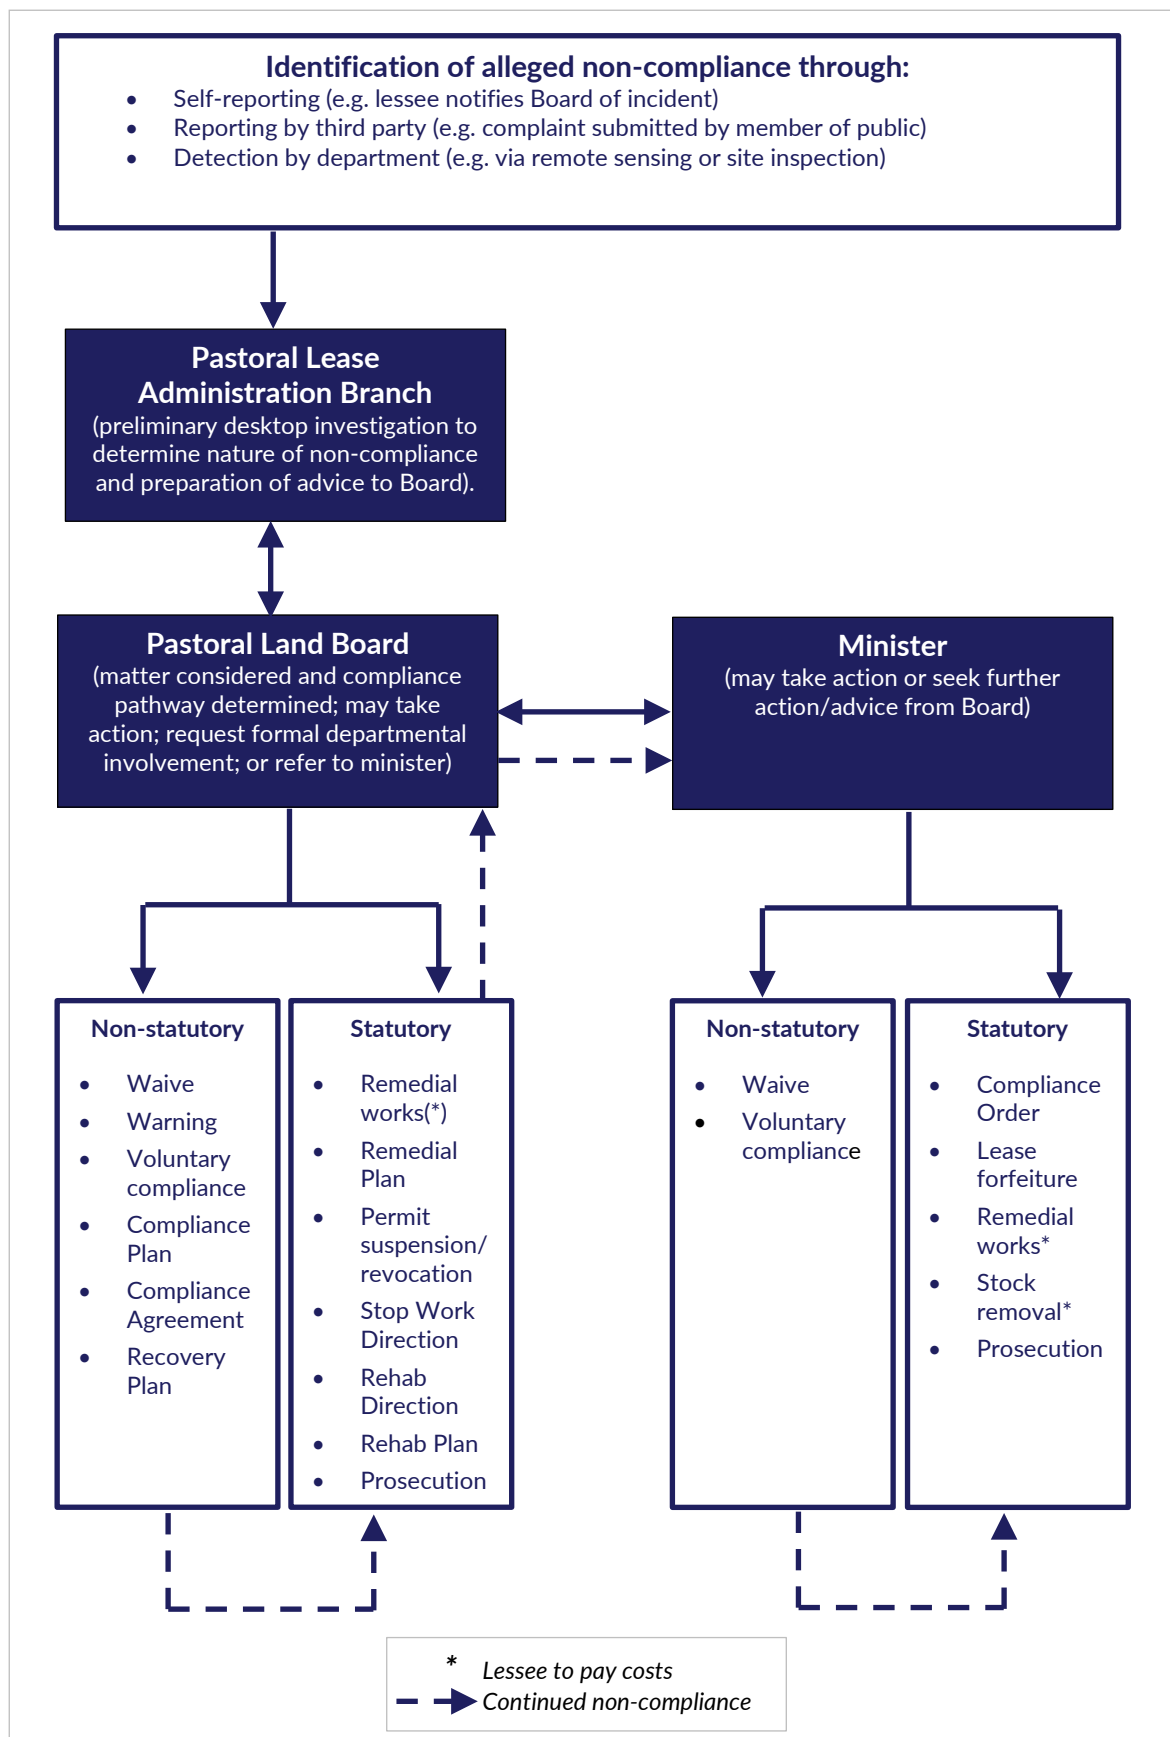 Identification of alleged non-compliance through:
• Self-reporting (e.g. lessee notifies Board of incident)
• Reporting by third party (e.g. complaint submitted by member of public)
• Detection by department (e.g. via remote sensing or site inspection)
Pastoral Lease
Administration Branch
(preliminary desktop investigation to
determine nature of non-compliance
and preparation of advice to Board).
Pastoral Land Board
(matter considered and compliance
pathway determined; may take
action; request formal departmental
involvement; or refer to minister)
Minister
(may take action or seek further
action/advice from Board)
Non-statutory
• Waive
• Warning
• Voluntary
compliance
• Compliance
Plan
• Compliance
Agreement
• Recovery
Plan
Statutory
• Remedial
works(*)
• Remedial
Plan
• Permit
suspension/
revocation
• Stop Work
Direction
• Rehab
Direction
• Rehab Plan
• Prosecution
Non-statutory
• Waive
• Voluntary
compliance
Statutory
• Compliance
Order
• Lease
forfeiture
• Remedial
works*
• Stock
removal*
• Prosecution
* Lessee to pay costs
Continued non-compliance